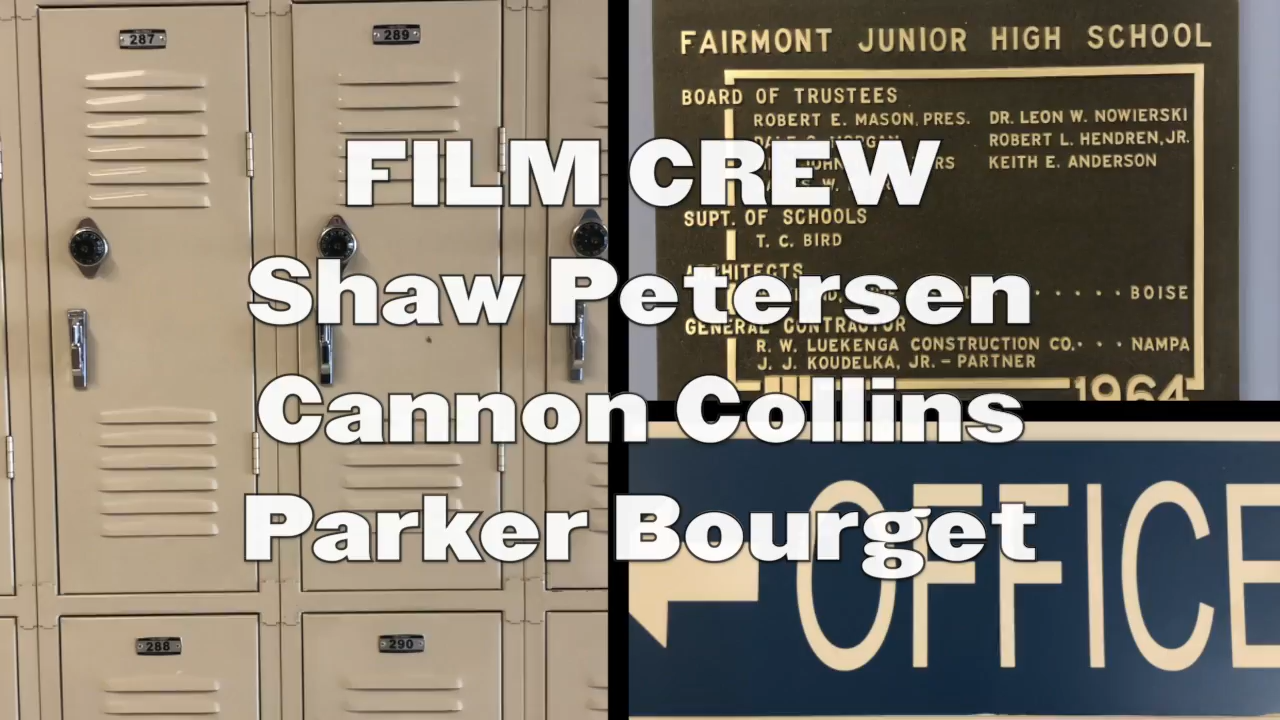 FILM CREW
Shaw Petersen
Cannon Collins
Parker Bourget
287
289
288
290
FAIRMONT JUNIOR HIGH SCHOOL
BOARD OF TRUSTEES
ROBERT E. MASON, PRES. DR. LEON W. NOWIERSKI
ROBERT L. HENDREN, JR.
KEITH E. ANDERSON
SUPT. OF SCHOOLS
T. C. BIRD
ARCHITECTS
BOISE
GENERAL CONTRACTOR
R. W. LUEKENGA CONSTRUCTION CO. · · · NAMPA
J. J. KOUDELKA, JR. – PARTNER
1964
OFFICE